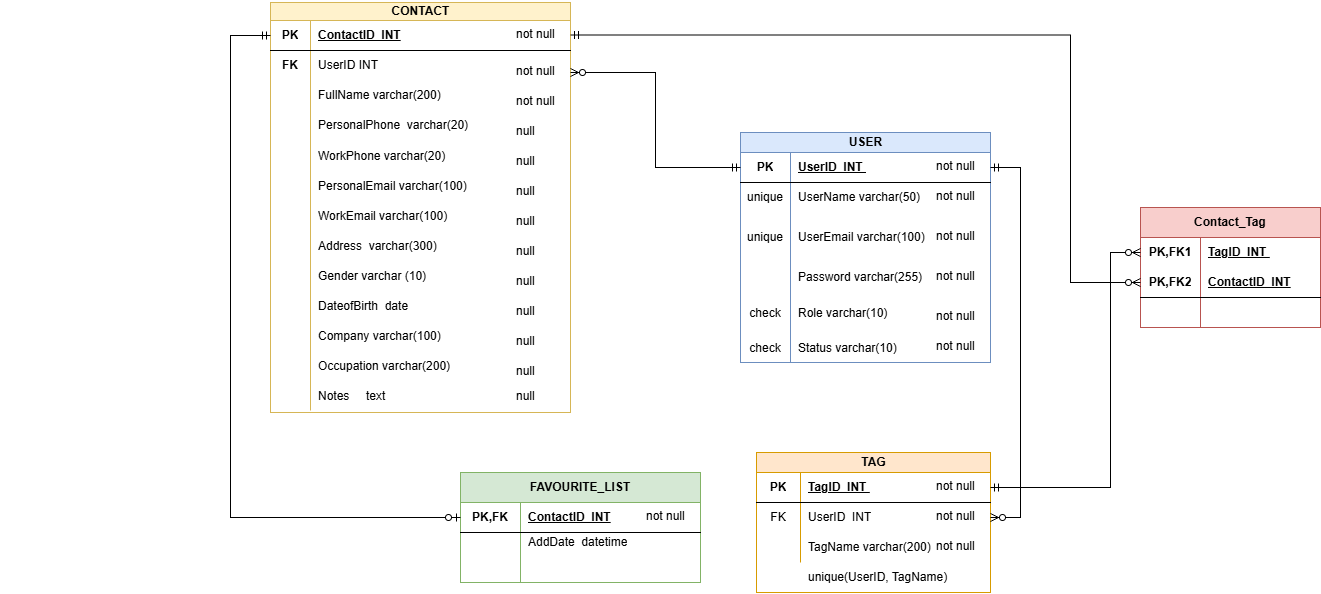 CONTACT
PK ContactID INT not null
FK UserID INT not null
FullName varchar(200) not null
PersonalPhone varchar(20) null
WorkPhone varchar(20) null
PersonalEmail varchar(100) null
WorkEmail varchar(100) null
Address varchar(300) null
Gender varchar (10) null
DateofBirth date null
Company varchar(100) null
Occupation varchar(200) null
Notes text null
USER
PK UserID INT not null
unique UserName varchar(50) not null
unique UserEmail varchar(100) not null
Password varchar(255) not null
check Role varchar(10) not null
check Status varchar(10) not null
Contact_Tag
PK,FK1 TagID INT
PK,FK2 ContactID INT
FAVOURITE_LIST
PK,FK ContactID INT not null
AddDate datetime
TAG
PK TagID INT not null
FK UserID INT not null
TagName varchar(200) not null
unique(UserID, TagName)